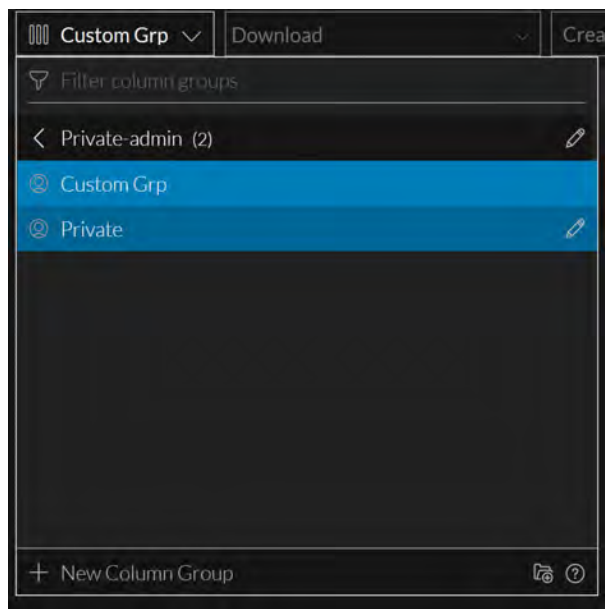 Custom Grp Download Crea
Filter column groups
Private-admin (2)
Custom Grp
Private
New Column Group